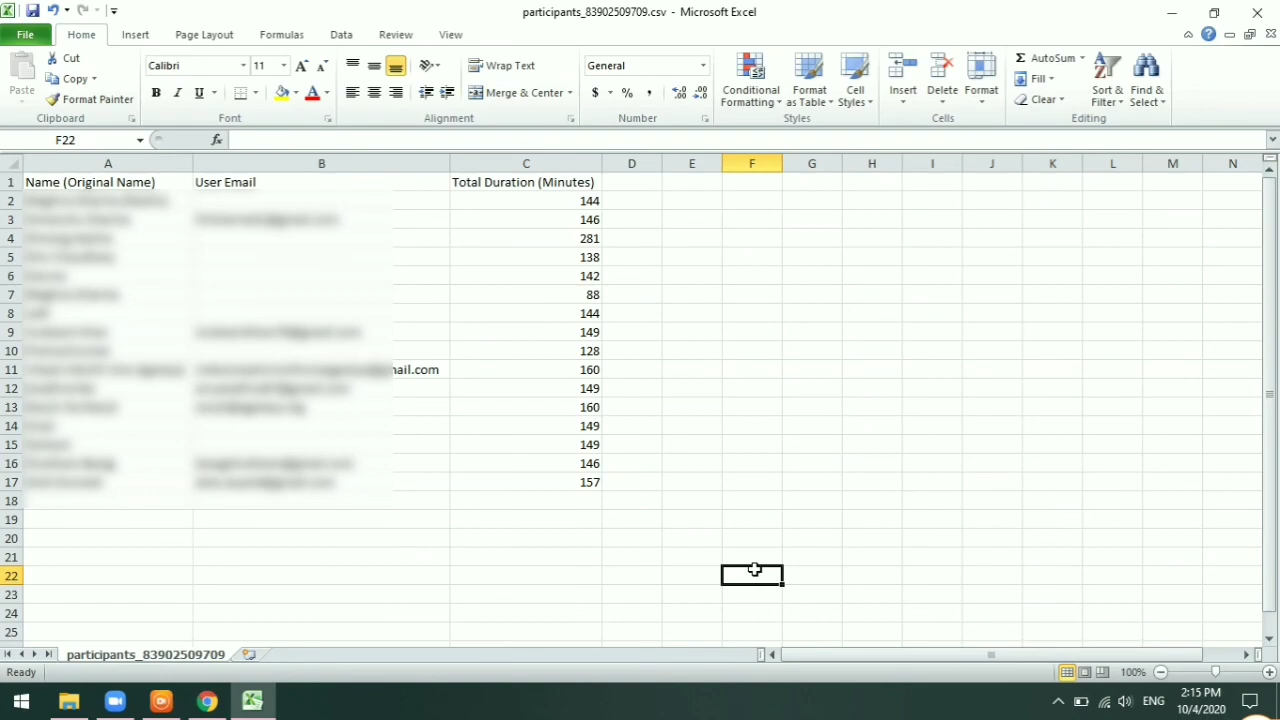 participants_83902509709.csv - Microsoft Excel
File Home Insert Page Layout Formulas Data Review View
Paste
Cut
Copy
Format Painter
Calibri 11
General
Wrap Text
Merge & Center
Conditional Formatting
Format as Table
Cell Styles
Insert
Delete
Format
AutoSum
Fill
Clear
Sort & Filter
Find & Select
Clipboard Font Alignment Number Styles Cells Editing
F22 fx
A B C D E F G H I J K L M N
1 Name (Original Name) User Email Total Duration (Minutes)
2 144
3 146
4 281
5 138
6 142
7 88
8 144
9 149
10 128
11 mail.com 160
12 149
13 160
14 149
15 149
16 146
17 157
18
19
20
21
22
23
24
25
participants_83902509709
Ready 100%
ENG
2:15 PM
10/4/2020